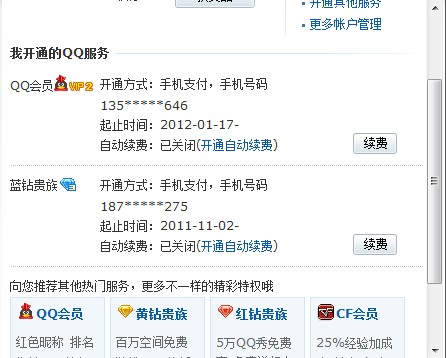 • 更多帐户管理
我开通的QQ服务
QQ会员 VIP2 开通方式：手机支付，手机号码
135*****646
起止时间：2012-01-17-
自动续费：已关闭(开通自动续费) 续费
蓝钻贵族 开通方式：手机支付，手机号码
187*****275
起止时间：2011-11-02-
自动续费：已关闭(开通自动续费) 续费
向您推荐其他热门服务，更多不一样的精彩特权哦
QQ会员 黄钻贵族 红钻贵族 CF会员
红色昵称 排名 百万空间免费 5万QQ秀免费 25%经验加成